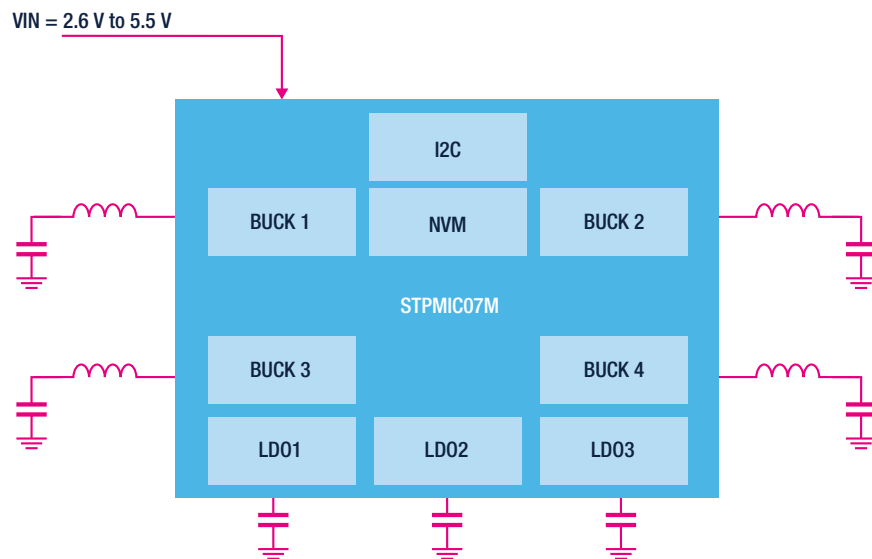 VIN = 2.6 V to 5.5 V
I2C
BUCK 1
NVM
BUCK 2
STPMIC07M
BUCK 3
BUCK 4
LDO1
LDO2
LDO3